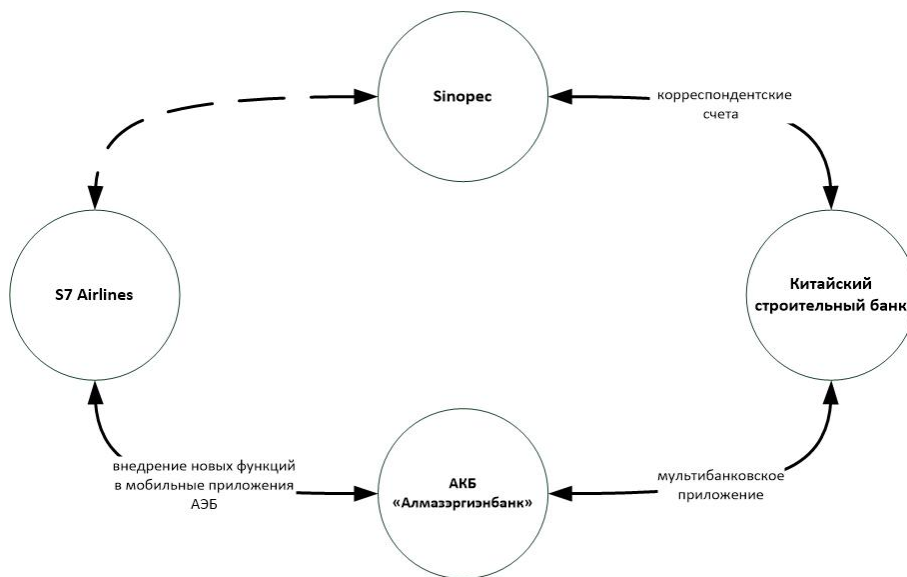 Sinopec
корреспондентские
счета
S7 Airlines
Китайский
строительный банк
внедрение новых функций
в мобильные приложения
АЭБ
АКБ
«Алмазэргиэнбанк»
мультибанковское
приложение